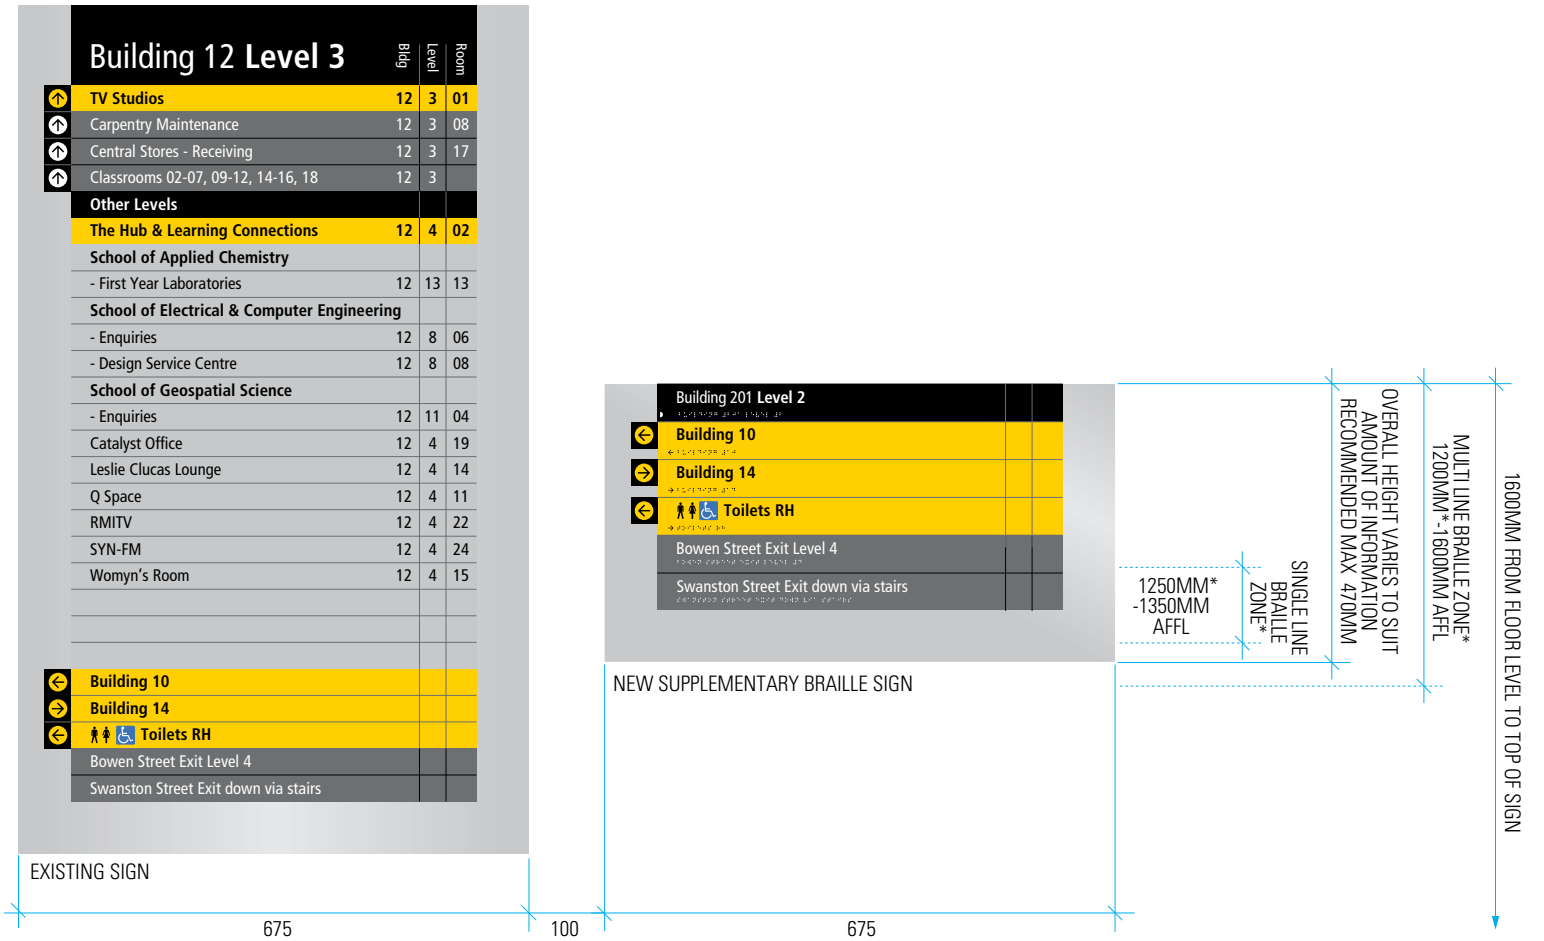 Building 12 Level 3
Bldg
Level
Room
TV Studios 12 3 01
Carpentry Maintenance 12 3 08
Central Stores - Receiving 12 3 17
Classrooms 02-07, 09-12, 14-16, 18 12 3
Other Levels
The Hub & Learning Connections 12 4 02
School of Applied Chemistry
- First Year Laboratories 12 13 13
School of Electrical & Computer Engineering
- Enquiries 12 8 06
- Design Service Centre 12 8 08
School of Geospatial Science
- Enquiries 12 11 04
Catalyst Office 12 4 19
Leslie Clucas Lounge 12 4 14
Q Space 12 4 11
RMITV 12 4 22
SYN-FM 12 4 24
Womyn's Room 12 4 15
Building 10
Building 14
Toilets RH
Bowen Street Exit Level 4
Swanston Street Exit down via stairs
EXISTING SIGN
675
100
Building 201 Level 2
Building 10
Building 14
Toilets RH
Bowen Street Exit Level 4
Swanston Street Exit down via stairs
NEW SUPPLEMENTARY BRAILLE SIGN
675
1250MM*
-1350MM
AFFL
SINGLE LINE
BRAILLE
ZONE*
OVERALL HEIGHT VARIES TO SUIT
AMOUNT OF INFORMATION
RECOMMENDED MAX 470MM
MULTI LINE BRAILLE ZONE*
1200MM*-1600MM AFFL
1600MM FROM FLOOR LEVEL TO TOP OF SIGN